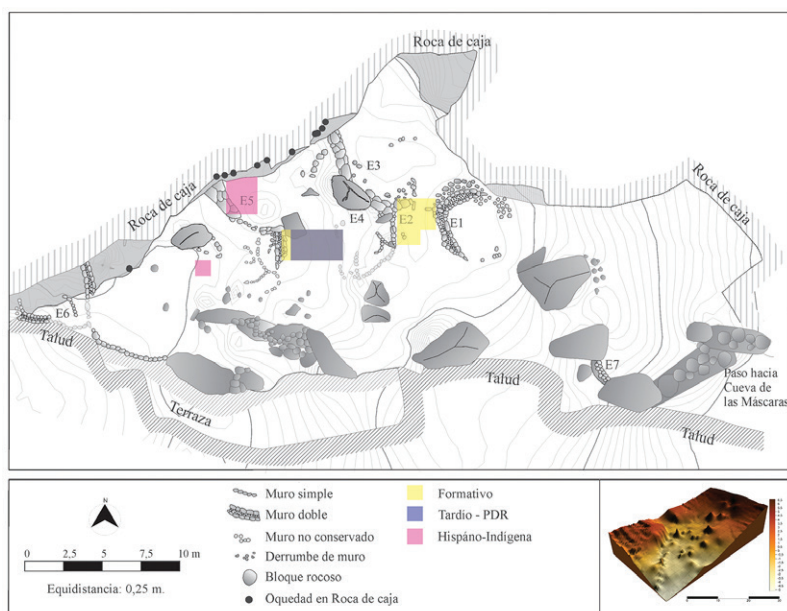 Roca de caja
Roca de caja
Roca de caja
E3
E5
E4
E2
E1
E6
Talud
Terraza
Talud
E7
Paso hacia
Cueva de
las Máscaras
Talud
N
0 2,5 5 7,5 10 m
Equidistancia: 0,25 m.
Muro simple
Muro doble
Muro no conservado
Derrumbe de muro
Bloque rocoso
Oquedad en Roca de caja
Formativo
Tardio - PDR
Hispáno-Indígena